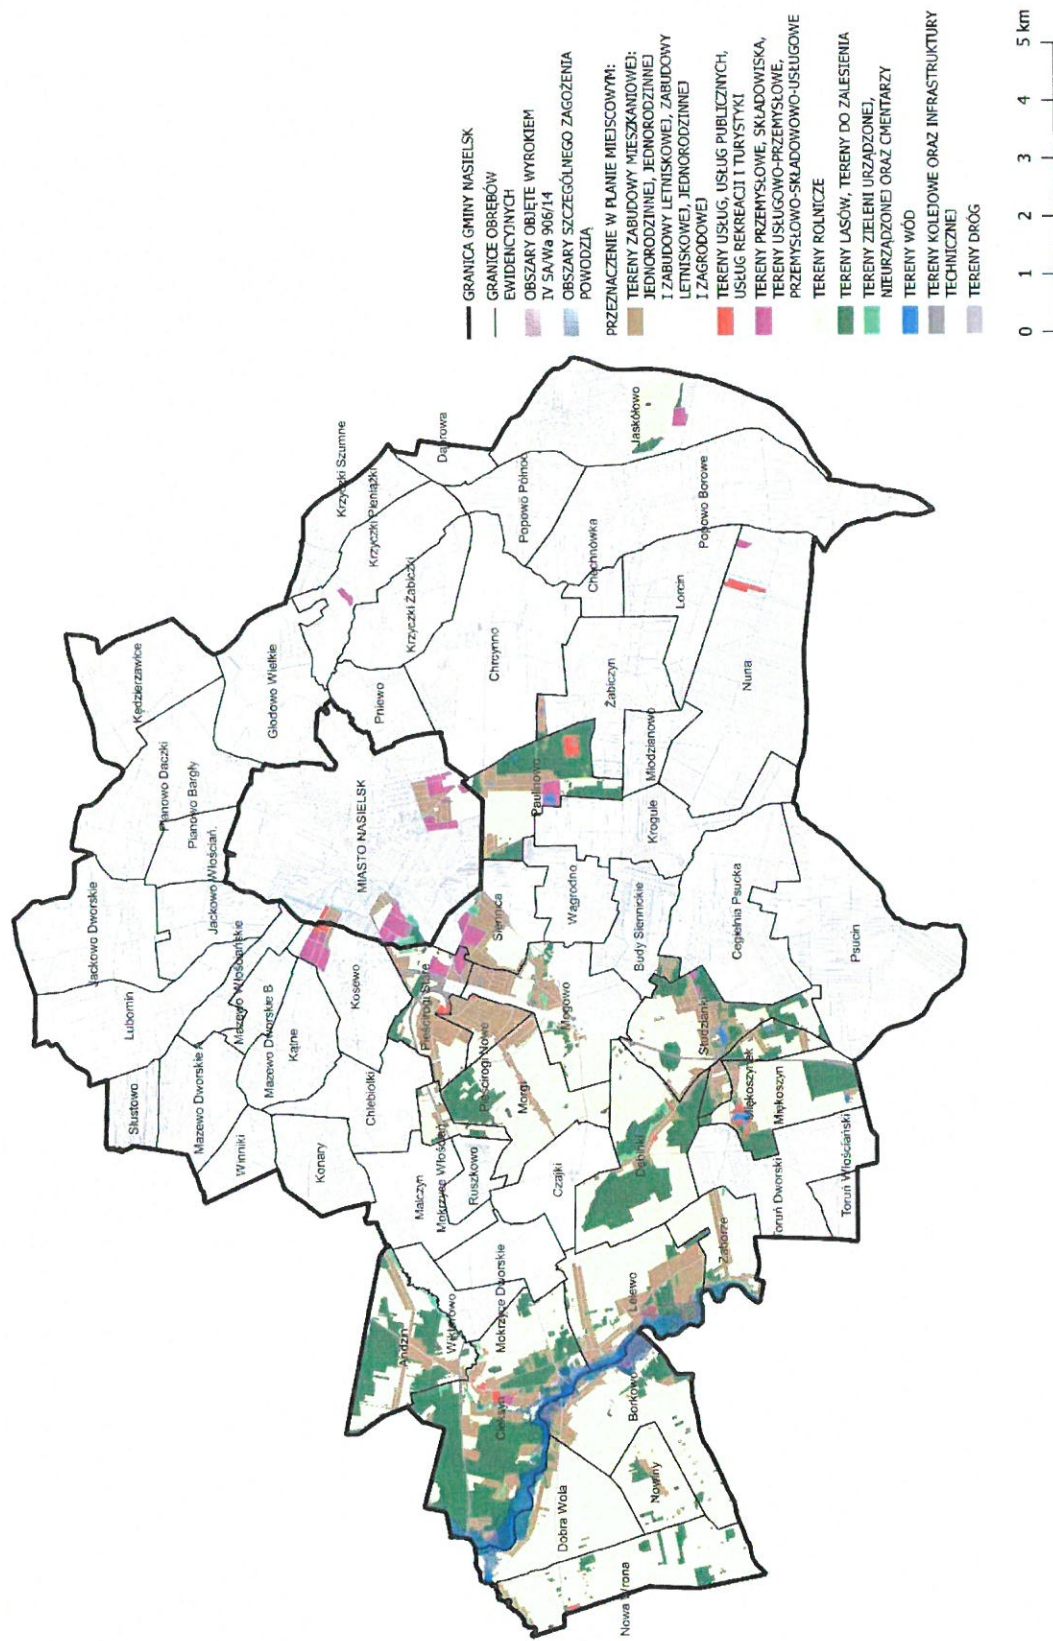 GRANICA GMINY NASIELSK
GRANICE OBRĘBÓW
EWIDENCYJNYCH
OBSZARY OBJĘTE WYROKIEM
IV SA/Wa 906/14
OBSZARY SZCZEGÓLNEGO ZAGOŻENIA
POWODZIĄ
PRZEZNACZENIE W PLANIE MIEJSCOWYM:
TERENY ZABUDOWY MIESZKANIOWEJ:
JEDNORODZINNEJ, JEDNORODZINNEJ
I ZABUDOWY LETNISKOWEJ, ZABUDOWY
LETNISKOWEJ, JEDNORODZINNEJ
I ZAGRODOWEJ
TERENY USŁUG, USŁUG PUBLICZNYCH,
USŁUG REKREACJI I TURYSTYKI
TERENY PRZEMYSŁOWE, SKŁADOWISKA,
TERENY USŁUGOWO-PRZEMYSŁOWE,
PRZEMYSŁOWO-SKŁADOWOWO-USŁUGOWE
TERENY ROLNICZE
TERENY LASÓW, TERENY DO ZALESIENIA
TERENY ZIELENI URZĄDZONEJ,
NIEURZĄDZONEJ ORAZ CMENTARZY
TERENY WÓD
TERENY KOLEJOWE ORAZ INFRASTRUKTURY
TECHNICZNEJ
TERENY DRÓG
0 1 2 3 4 5 km
Kędzierzawice
Pianowo Daczki
Pianowo Bargły
Jackowo Dworskie
Jackowo Włościań.
Lubomin
Mazewo Włościańskie
Słustowo
Mazewo Dworskie A
Mazewo Dworskie B
Winniki
Kątne
Kosewo
Konary
Chlebiotki
Głodowo Wielkie
Krzyczki Szumne
Krzyczki Pieniążki
Krzyczki Żabiczki
Dąbrowa
Pniewo
MIASTO NASIELSK
Chrcynno
Popowo Północ
Chechnówka
Jaskółowo
Popowo Borowe
Lorcin
Nuna
Żabiczyn
Młodzianowo
Paulinowo
Krogule
Wągrodno
Siennica
Budy Siennickie
Cegielnia Psucka
Psucin
Pieścirogi Stare
Pieścirogi Nowe
Mogowo
Morgi
Studzianki
Miękoszynek
Miękoszyn
Malczyn
Mokrzyce Włościań.
Ruszkowo
Czajki
Dębinki
Toruń Dworski
Toruń Włościański
Zaborze
Lelewo
Mokrzyce Dworskie
Wiktorowo
Andzin
Cieksyn
Borkowo
Dobra Wola
Nowiny
Nowa Wrona